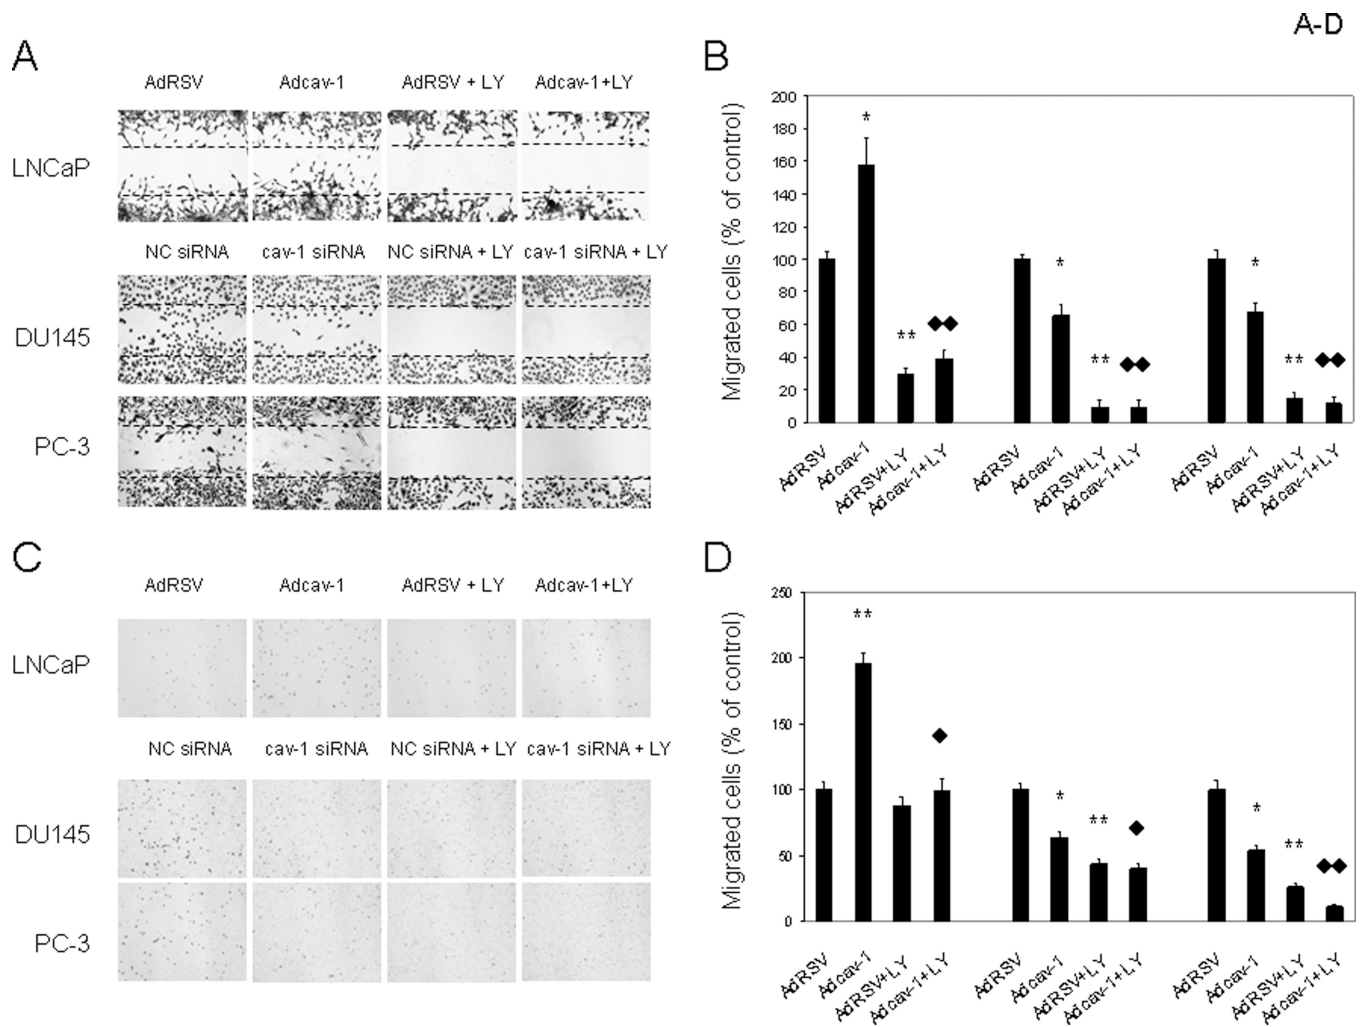 A-D
A
AdRSV Adcav-1 AdRSV + LY Adcav-1+LY
LNCaP
NC siRNA cav-1 siRNA NC siRNA + LY cav-1 siRNA + LY
DU145
PC-3
B
Migrated cells (% of control)
200
180
160
140
120
100
80
60
40
20
0
* ** ◆◆ * ** ◆◆ * ** ◆◆
AdRSV Adcav-1 AdRSV+LY Adcav-1+LY AdRSV Adcav-1 AdRSV+LY Adcav-1+LY AdRSV Adcav-1 AdRSV+LY Adcav-1+LY
C
AdRSV Adcav-1 AdRSV + LY Adcav-1+LY
LNCaP
NC siRNA cav-1 siRNA NC siRNA + LY cav-1 siRNA + LY
DU145
PC-3
D
Migrated cells (% of control)
250
200
150
100
50
0
** ◆ * ** ◆ * ** ◆◆
AdRSV Adcav-1 AdRSV+LY Adcav-1+LY AdRSV Adcav-1 AdRSV+LY Adcav-1+LY AdRSV Adcav-1 AdRSV+LY Adcav-1+LY